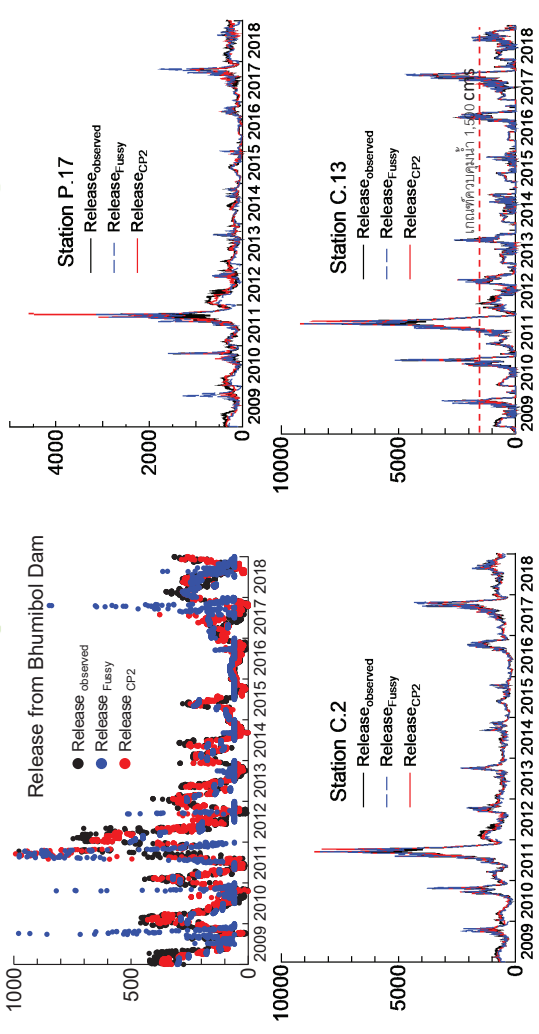 Release from Bhumibol Dam
Release observed
Release Fussy
Release CP2
1000
500
0
2009 2010 2011 2012 2013 2014 2015 2016 2017 2018
Station P.17
Release observed
Release Fussy
Release CP2
4000
2000
0
2009 2010 2011 2012 2013 2014 2015 2016 2017 2018
Station C.2
Release observed
Release Fussy
Release CP2
10000
5000
0
2009 2010 2011 2012 2013 2014 2015 2016 2017 2018
Station C.13
Release observed
Release Fussy
Release CP2
เกณฑ์ควบคุมน้ำ 1,500 cms
10000
5000
0
2009 2010 2011 2012 2013 2014 2015 2016 2017 2018